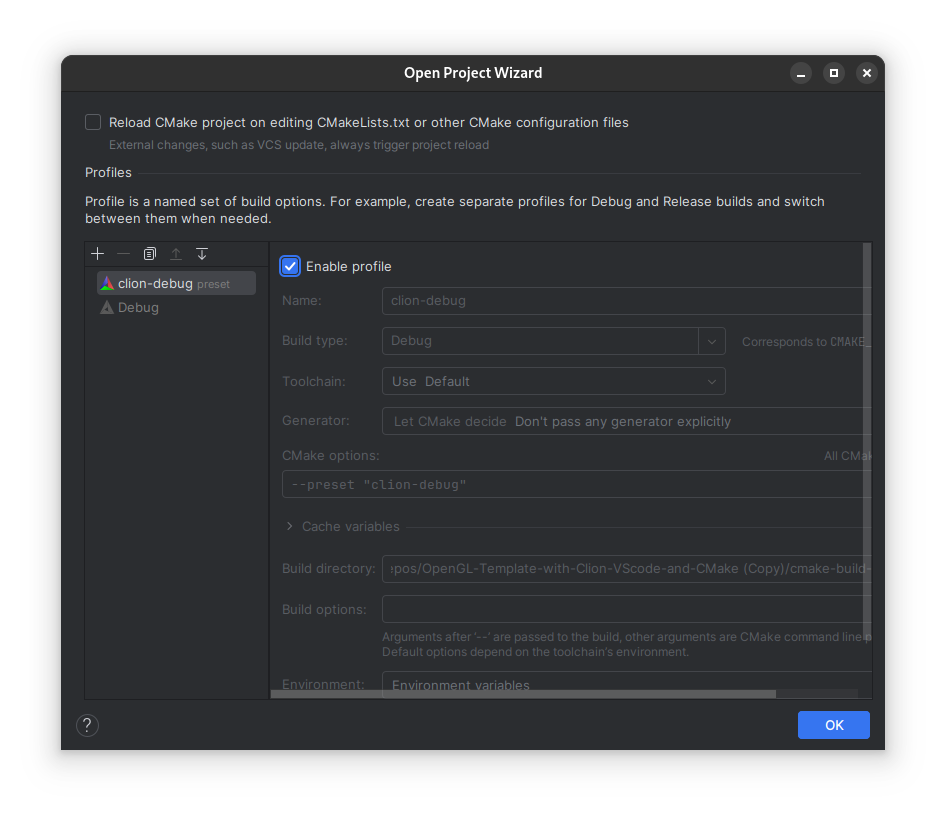 Open Project Wizard
Reload CMake project on editing CMakeLists.txt or other CMake configuration files
External changes, such as VCS update, always trigger project reload
Profiles
Profile is a named set of build options. For example, create separate profiles for Debug and Release builds and switch
between them when needed.
clion-debug preset
Debug
Enable profile
Name: clion-debug
Build type: Debug Corresponds to CMAKE_
Toolchain: Use Default
Generator: Let CMake decide Don't pass any generator explicitly
CMake options: All CMak
--preset "clion-debug"
Cache variables
Build directory: epos/OpenGL-Template-with-Clion-VScode-and-CMake (Copy)/cmake-build-
Build options:
Arguments after '--' are passed to the build, other arguments are CMake command line p
Default options depend on the toolchain's environment.
Environment: Environment variables
?
OK